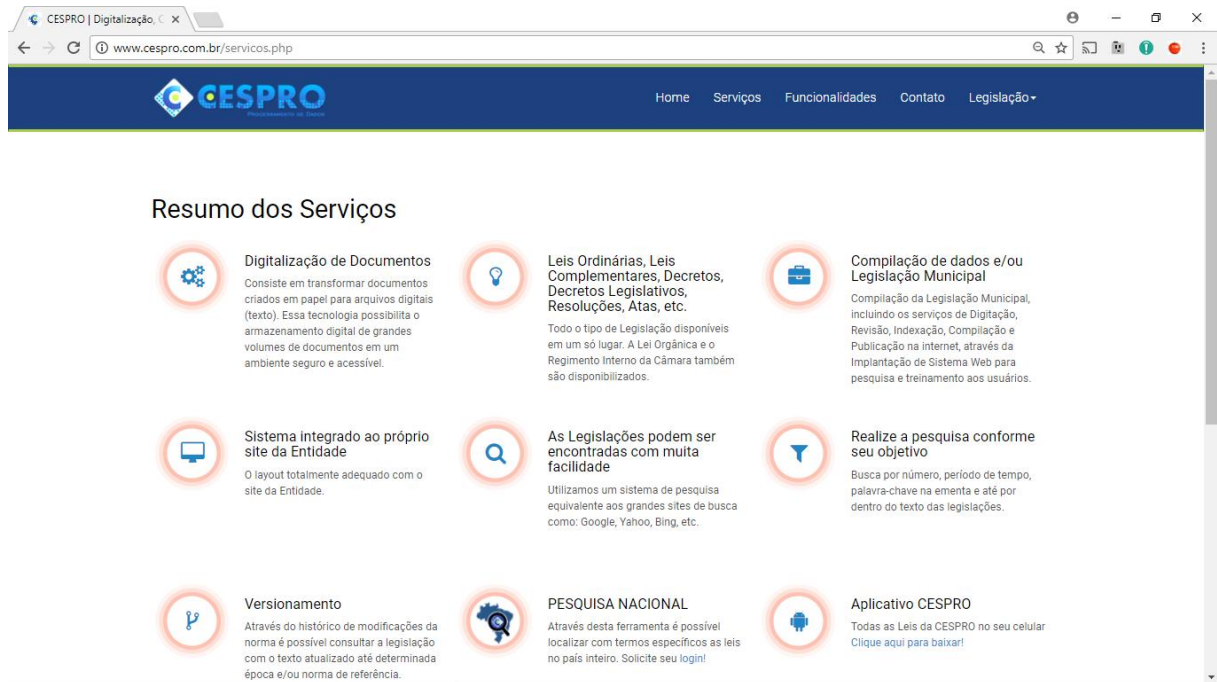 CESPRO | Digitalização, C
www.cespro.com.br/servicos.php
CESPRO
Processamento de Dados
Home Serviços Funcionalidades Contato Legislação
Resumo dos Serviços
Digitalização de Documentos
Consiste em transformar documentos
criados em papel para arquivos digitais
(texto). Essa tecnologia possibilita o
armazenamento digital de grandes
volumes de documentos em um
ambiente seguro e acessível.
Leis Ordinárias, Leis
Complementares, Decretos,
Decretos Legislativos,
Resoluções, Atas, etc.
Todo o tipo de Legislação disponíveis
em um só lugar. A Lei Orgânica e o
Regimento Interno da Câmara também
são disponibilizados.
Compilação de dados e/ou
Legislação Municipal
Compilação da Legislação Municipal,
incluindo os serviços de Digitação,
Revisão, Indexação, Compilação e
Publicação na internet, através da
Implantação de Sistema Web para
pesquisa e treinamento aos usuários.
Sistema integrado ao próprio
site da Entidade
O layout totalmente adequado com o
site da Entidade.
As Legislações podem ser
encontradas com muita
facilidade
Utilizamos um sistema de pesquisa
equivalente aos grandes sites de busca
como: Google, Yahoo, Bing, etc.
Realize a pesquisa conforme
seu objetivo
Busca por número, período de tempo,
palavra-chave na ementa e até por
dentro do texto das legislações.
Versionamento
Através do histórico de modificações da
norma é possível consultar a legislação
com o texto atualizado até determinada
época e/ou norma de referência.
PESQUISA NACIONAL
Através desta ferramenta é possível
localizar com termos específicos as leis
no país inteiro. Solicite seu login!
Aplicativo CESPRO
Todas as Leis da CESPRO no seu celular
Clique aqui para baixar!